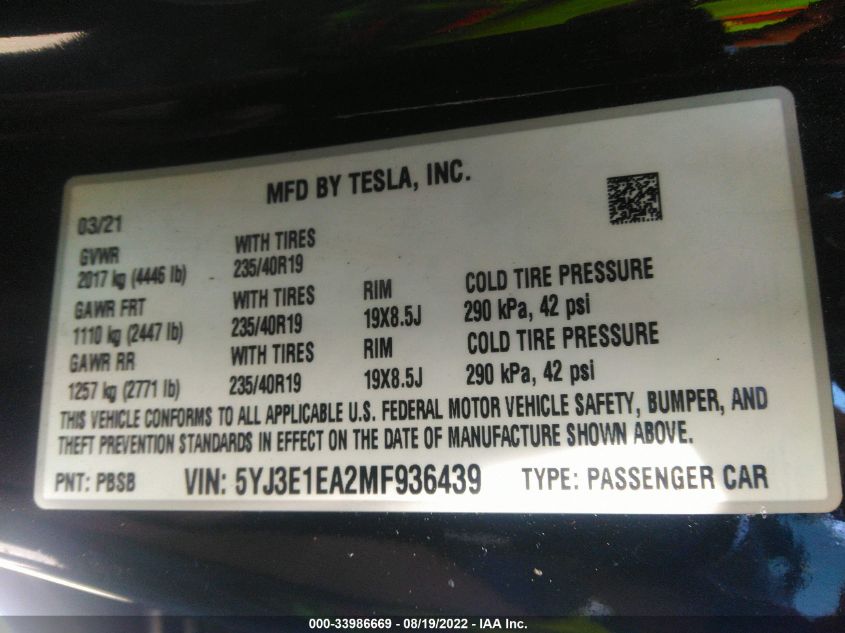 MFD BY TESLA, INC.
03/21
GVWR WITH TIRES
2017 kg (4446 lb) 235/40R19
GAWR FRT WITH TIRES RIM COLD TIRE PRESSURE
1110 kg (2447 lb) 235/40R19 19X8.5J 290 kPa, 42 psi
GAWR RR WITH TIRES RIM COLD TIRE PRESSURE
1257 kg (2771 lb) 235/40R19 19X8.5J 290 kPa, 42 psi
THIS VEHICLE CONFORMS TO ALL APPLICABLE U.S. FEDERAL MOTOR VEHICLE SAFETY, BUMPER, AND
THEFT PREVENTION STANDARDS IN EFFECT ON THE DATE OF MANUFACTURE SHOWN ABOVE.
PNT: PBSB VIN: 5YJ3E1EA2MF936439 TYPE: PASSENGER CAR
000-33986669 - 08/19/2022 - IAA Inc.